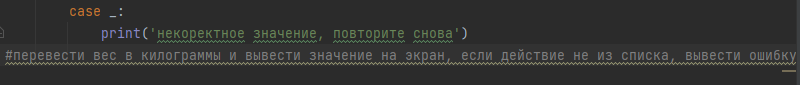 case _:
print('некоректное значение, повторите снова')
#перевести вес в килограммы и вывести значение на экран, если действие не из списка, вывести ошибку